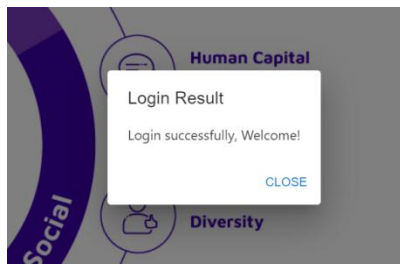 Human Capital
Login Result
Login successfully, Welcome!
CLOSE
Social
Diversity